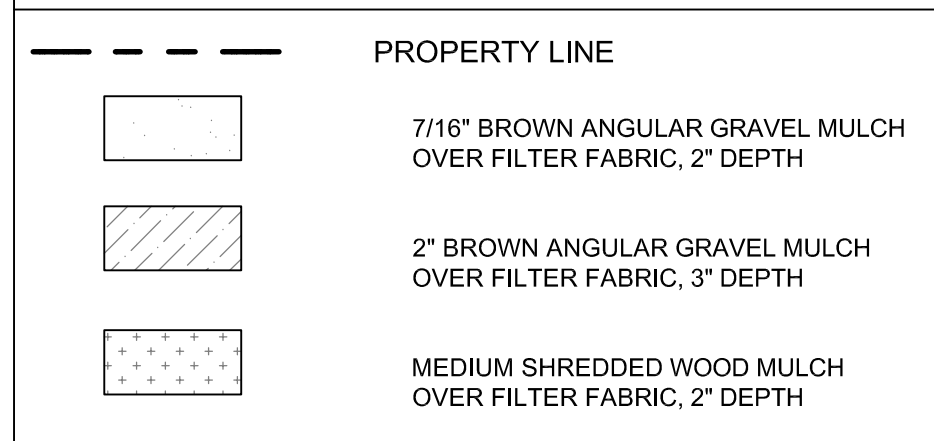 PROPERTY LINE
7/16" BROWN ANGULAR GRAVEL MULCH
OVER FILTER FABRIC, 2" DEPTH
2" BROWN ANGULAR GRAVEL MULCH
OVER FILTER FABRIC, 3" DEPTH
MEDIUM SHREDDED WOOD MULCH
OVER FILTER FABRIC, 2" DEPTH